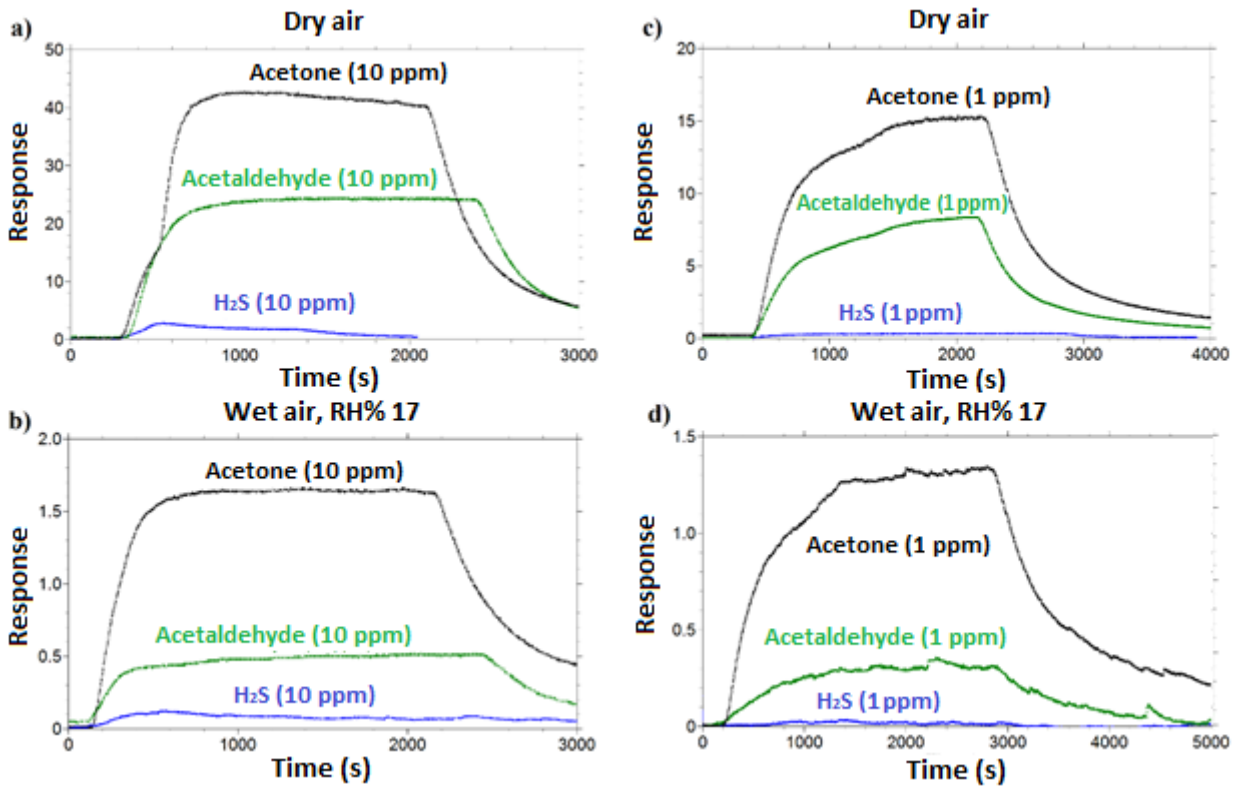 a)
Dry air
50
40
30
20
10
0
Response
Acetone (10 ppm)
Acetaldehyde (10 ppm)
H₂S (10 ppm)
0 1000 2000 3000
Time (s)
c)
Dry air
20
15
10
5
0
Response
Acetone (1 ppm)
Acetaldehyde (1ppm)
H₂S (1ppm)
0 1000 2000 3000 4000
Time (s)
b)
Wet air, RH% 17
2.0
1.5
1.0
0.5
0.0
Response
Acetone (10 ppm)
Acetaldehyde (10 ppm)
H₂S (10 ppm)
0 1000 2000 3000
Time (s)
d)
Wet air, RH% 17
1.5
1.0
0.5
0
Response
Acetone (1 ppm)
Acetaldehyde (1 ppm)
H₂S (1ppm)
0 1000 2000 3000 4000 5000
Time (s)